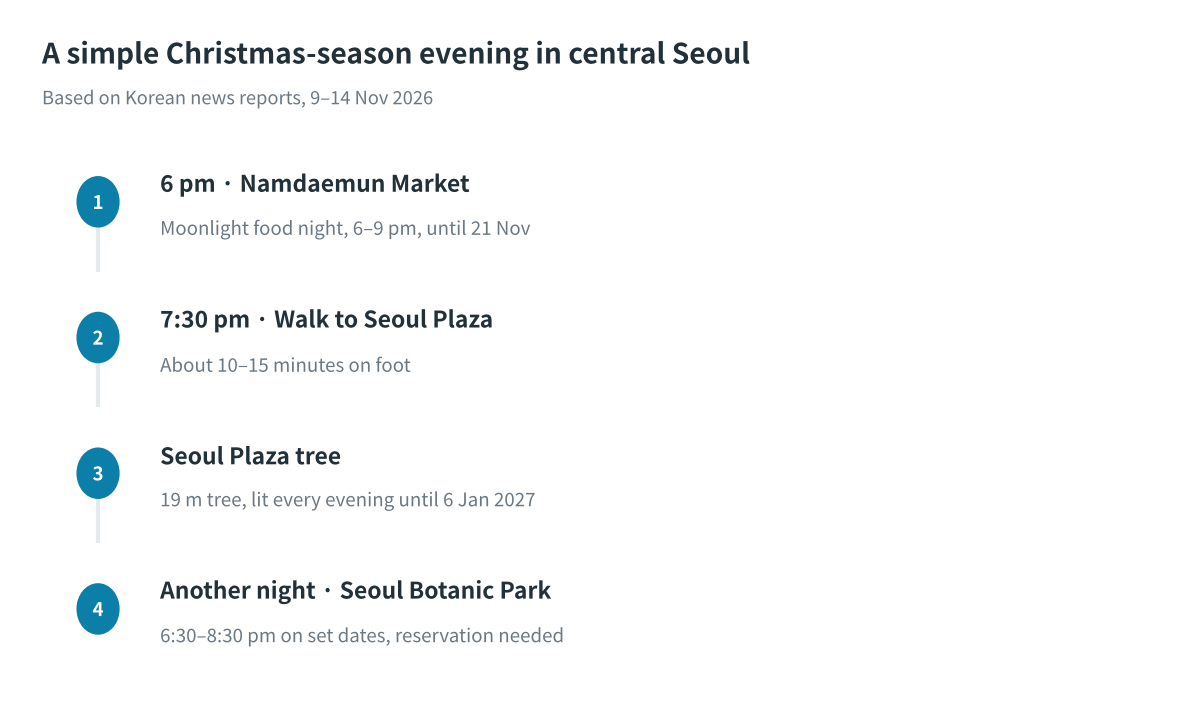 A simple Christmas-season evening in central Seoul
Based on Korean news reports, 9–14 Nov 2026
1
6 pm · Namdaemun Market
Moonlight food night, 6–9 pm, until 21 Nov
2
7:30 pm · Walk to Seoul Plaza
About 10–15 minutes on foot
3
Seoul Plaza tree
19 m tree, lit every evening until 6 Jan 2027
4
Another night · Seoul Botanic Park
6:30–8:30 pm on set dates, reservation needed